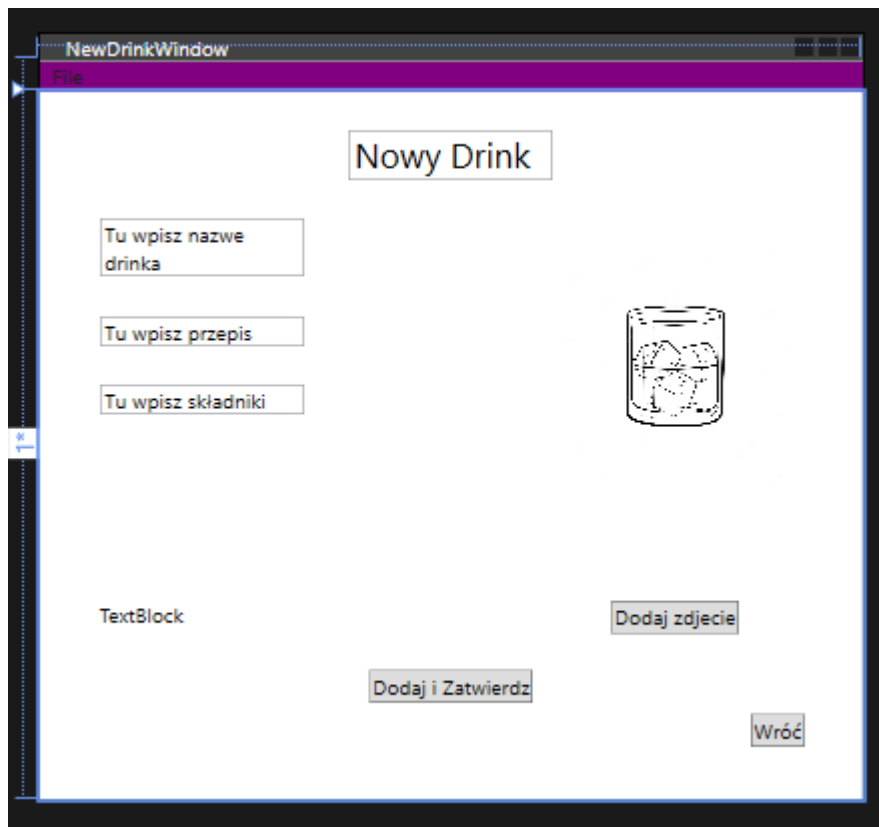 NewDrinkWindow
File
Nowy Drink
Tu wpisz nazwe
drinka
Tu wpisz przepis
Tu wpisz składniki
1*
TextBlock
Dodaj zdjecie
Dodaj i Zatwierdz
Wróć